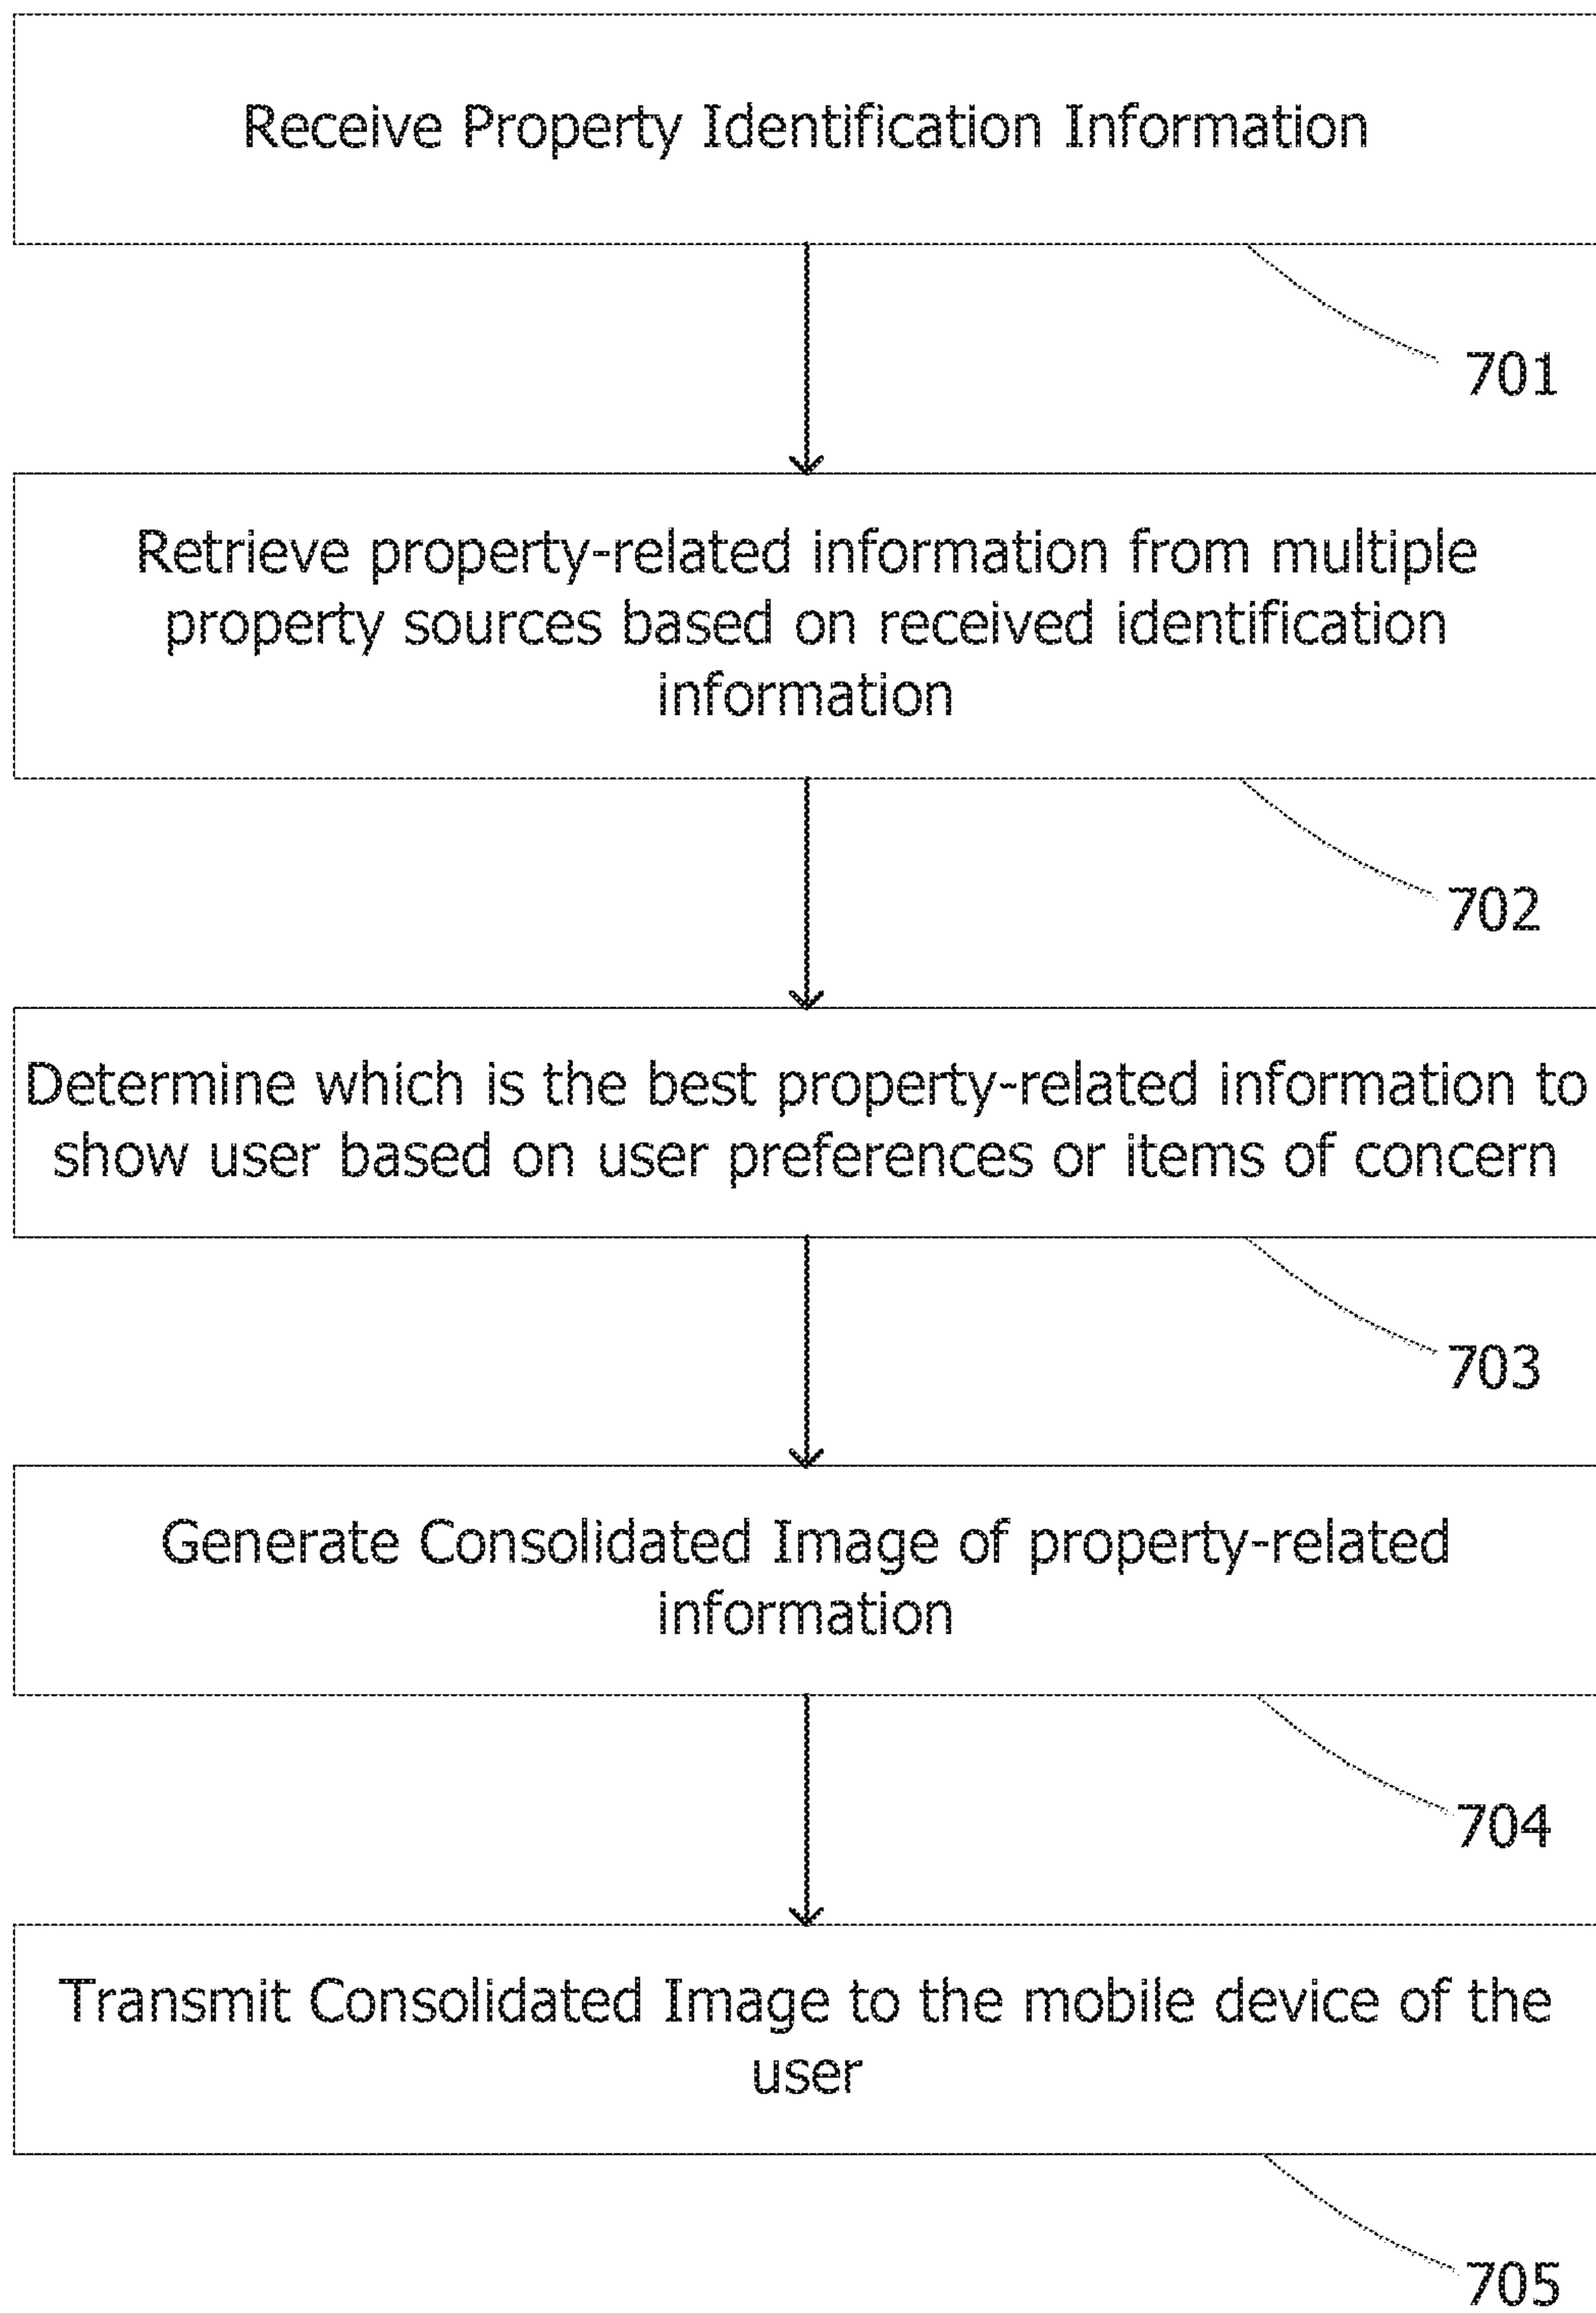 Receive Property Identification Information
701
Retrieve property-related information from multiple
property sources based on received identification
information
702
Determine which is the best property-related information to
show user based on user preferences or items of concern
703
Generate Consolidated Image of property-related
information
704
Transmit Consolidated Image to the mobile device of the
user
705